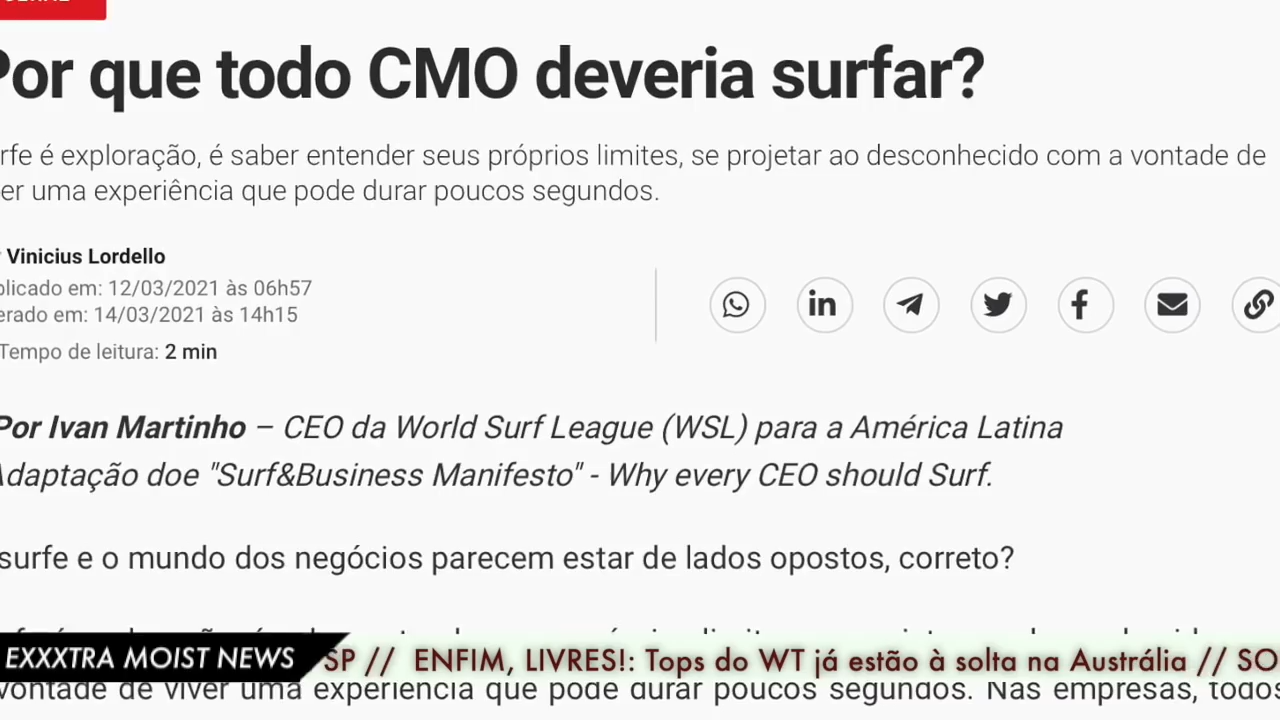 Por que todo CMO deveria surfar?
rfe é exploração, é saber entender seus próprios limites, se projetar ao desconhecido com a vontade de
er uma experiência que pode durar poucos segundos.
Vinicius Lordello
blicado em: 12/03/2021 às 06h57
erado em: 14/03/2021 às 14h15
Tempo de leitura: 2 min
Por Ivan Martinho – CEO da World Surf League (WSL) para a América Latina
Adaptação doe "Surf&Business Manifesto" - Why every CEO should Surf.
surfe e o mundo dos negócios parecem estar de lados opostos, correto?
EXXXTRA MOIST NEWS SP // ENFIM, LIVRES!: Tops do WT já estão à solta na Austrália // SO
vontade de viver uma experiência que pode durar poucos segundos. Nas empresas, todos